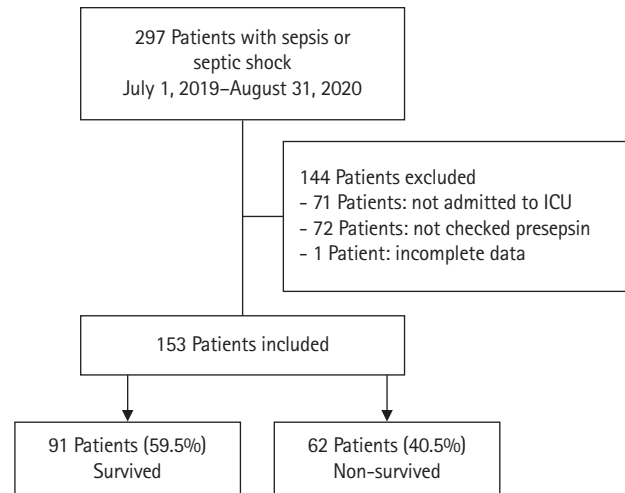 297 Patients with sepsis or
septic shock
July 1, 2019–August 31, 2020
144 Patients excluded
- 71 Patients: not admitted to ICU
- 72 Patients: not checked presepsin
- 1 Patient: incomplete data
153 Patients included
91 Patients (59.5%)
Survived
62 Patients (40.5%)
Non-survived